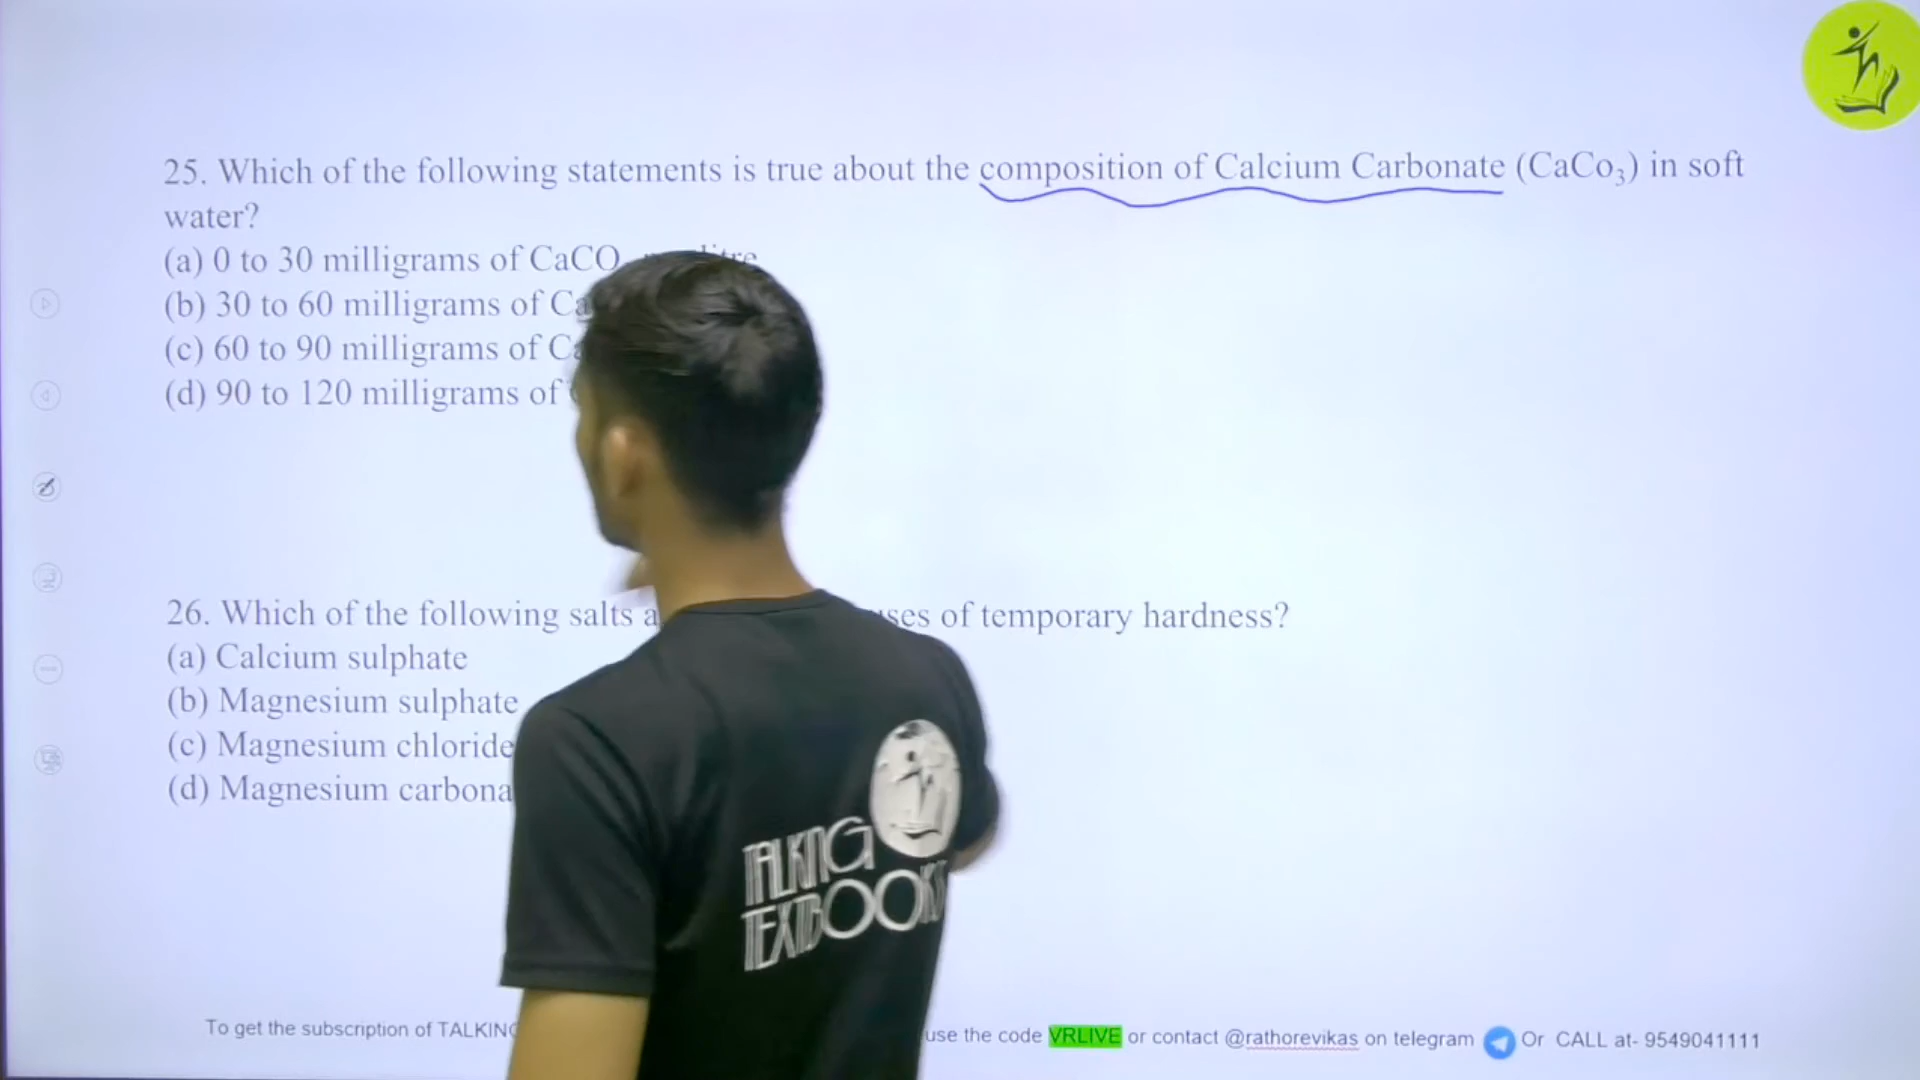 25. Which of the following statements is true about the composition of Calcium Carbonate (CaCo₃) in soft
water?
(a) 0 to 30 milligrams of CaCO
(b) 30 to 60 milligrams of Ca
(c) 60 to 90 milligrams of Ca
(d) 90 to 120 milligrams of
26. Which of the following salts of temporary hardness?
(a) Calcium sulphate
(b) Magnesium sulphate
(c) Magnesium chloride
(d) Magnesium carbona
TALKING
TEXTBOOKS
To get the subscription of TALKING use the code VRLIVE or contact @rathorevikas on telegram Or CALL at- 9549041111